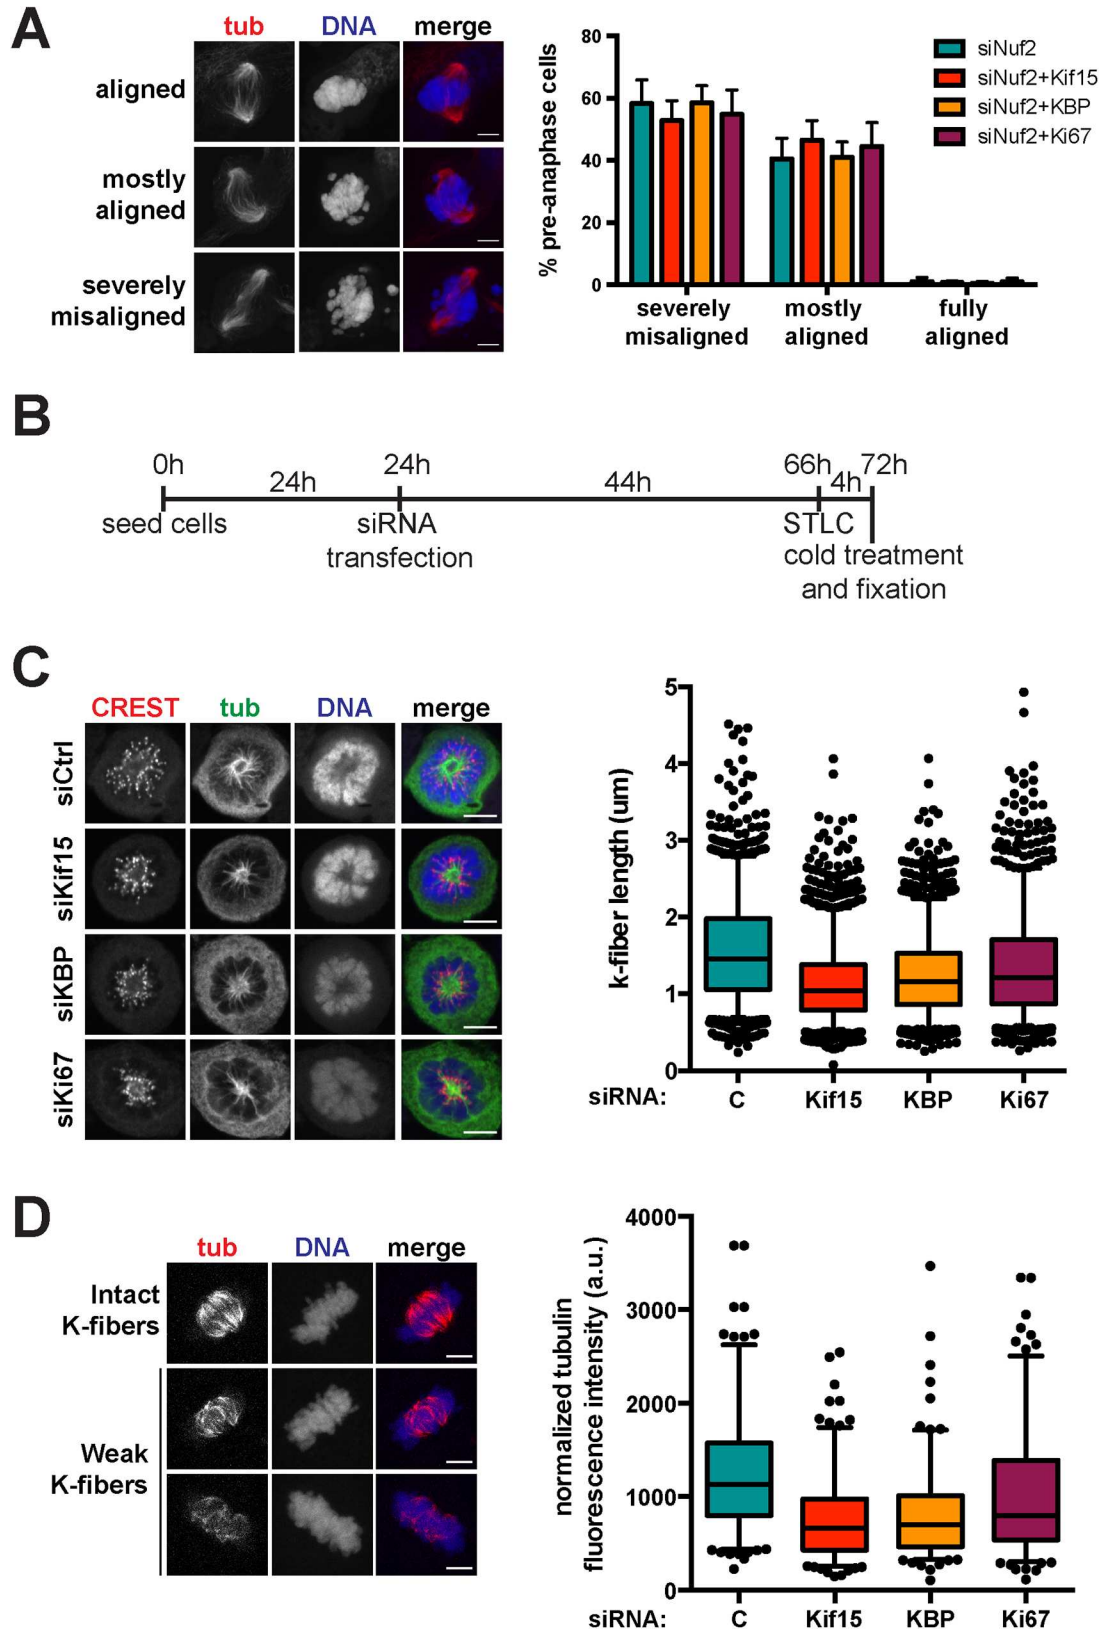 A
tub DNA merge
aligned
mostly
aligned
severely
misaligned
% pre-anaphase cells
80
60
40
20
0
severely
misaligned
mostly
aligned
fully
aligned
siNuf2
siNuf2+Kif15
siNuf2+KBP
siNuf2+Ki67
B
0h 24h 66h 72h
24h 44h 4h
seed cells siRNA STLC
transfection cold treatment
and fixation
C
CREST tub DNA merge
siCtrl
siKif15
siKBP
siKi67
k-fiber length (um)
5
4
3
2
1
0
siRNA: C Kif15 KBP Ki67
D
tub DNA merge
Intact
K-fibers
Weak
K-fibers
normalized tubulin
fluorescence intensity (a.u.)
4000
3000
2000
1000
0
siRNA: C Kif15 KBP Ki67